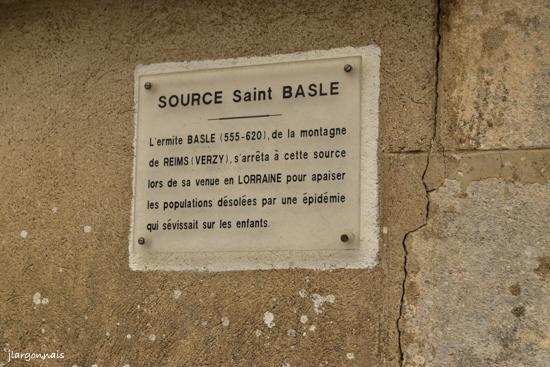 SOURCE Saint BASLE
L'ermite BASLE (555-620), de la montagne
de REIMS (VERZY), s'arrêta à cette source
lors de sa venue en LORRAINE pour apaiser
les populations désolées par une épidémie
qui sévissait sur les enfants.
jlargonnais